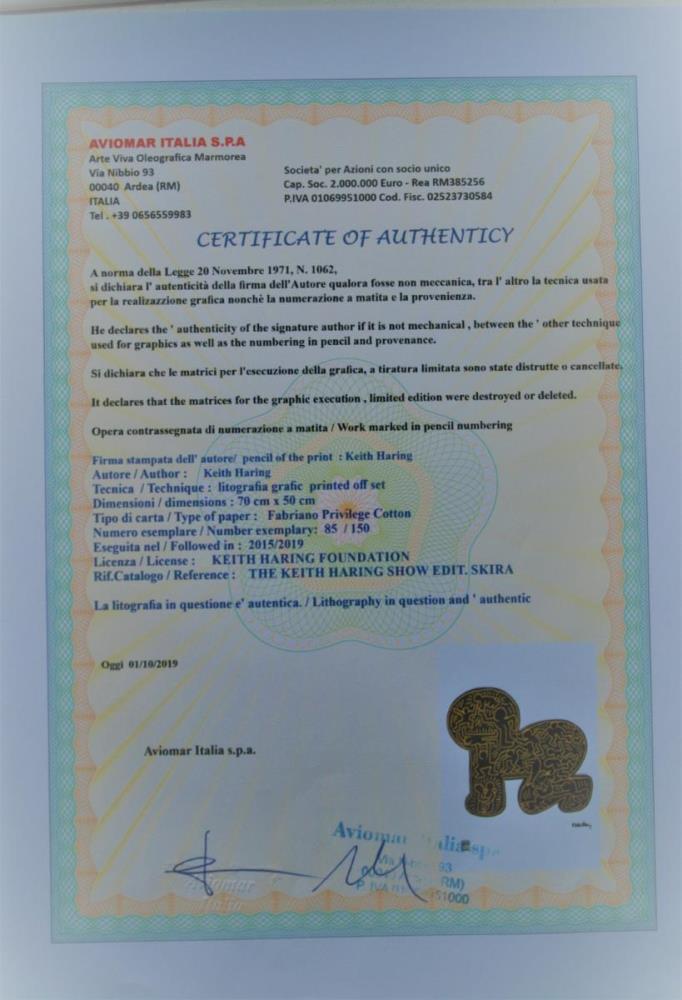 AVIOMAR ITALIA S.P.A
Arte Viva Oleografica Marmorea
Via Nibbio 93
00040 Ardea (RM)
ITALIA
Tel . +39 0656559983
Societa' per Azioni con socio unico
Cap. Soc. 2.000.000 Euro - Rea RM385256
P.IVA 01069951000 Cod. Fisc. 02523730584
CERTIFICATE OF AUTHENTICY
A norma della Legge 20 Novembre 1971, N. 1062,
si dichiara l' autenticità della firma dell'Autore qualora fosse non meccanica, tra l' altro la tecnica usata
per la realizazzione grafica nonchè la numerazione a matita e la provenienza.
He declares the ' authenticity of the signature author if it is not mechanical , between the ' other technique
used for graphics as well as the numbering in pencil and provenance.
Si dichiara che le matrici per l'esecuzione della grafica, a tiratura limitata sono state distrutte o cancellate.
It declares that the matrices for the graphic execution , limited edition were destroyed or deleted.
Opera contrassegnata di numerazione a matita / Work marked in pencil numbering
Firma stampata dell' autore/ pencil of the print : Keith Haring
Autore / Author : Keith Haring
Tecnica / Technique : litografia grafic printed off set
Dimensioni / dimensions : 70 cm x 50 cm
Tipo di carta / Type of paper : Fabriano Privilege Cotton
Numero esemplare / Number exemplary: 85 / 150
Eseguita nel / Followed in : 2015/2019
Licenza / License : KEITH HARING FOUNDATION
Rif.Catalogo / Reference : THE KEITH HARING SHOW EDIT. SKIRA
La litografia in questione e' autentica. / Lithography in question and ' authentic
Oggi 01/10/2019
Aviomar Italia s.p.a.
Aviomar
Italia
Aviomar
RM)
P. IVA